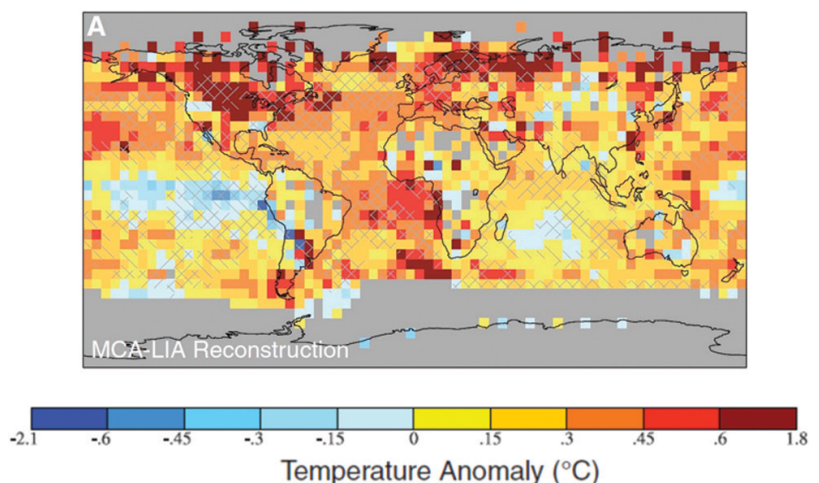 A
MCA-LIA Reconstruction
-2.1 -.6 -.45 -.3 -.15 0 .15 .3 .45 .6 1.8
Temperature Anomaly (°C)